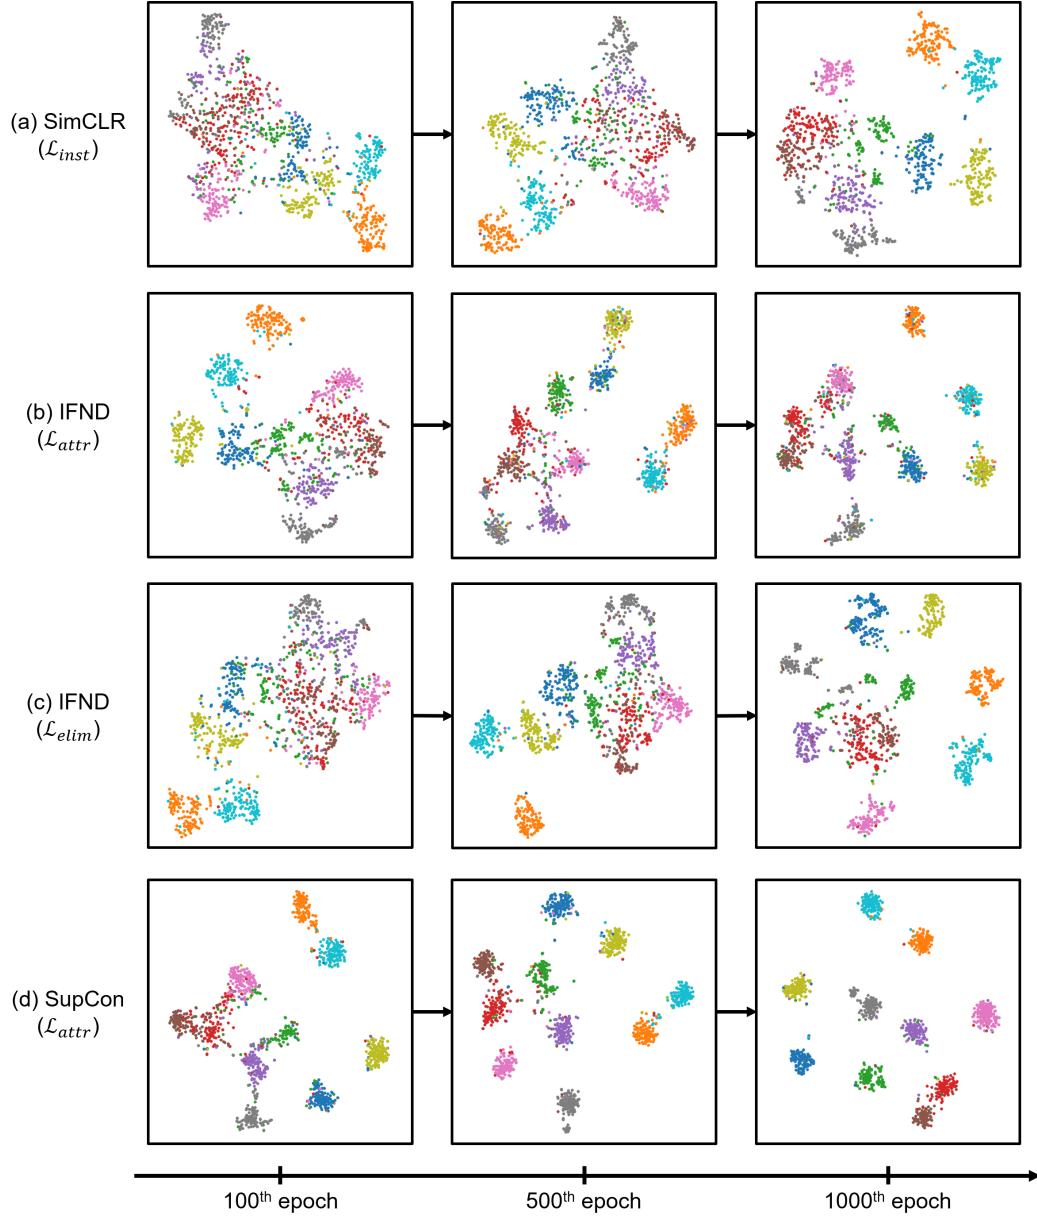 (a) SimCLR
(ℒ_inst)
(b) IFND
(ℒ_attr)
(c) IFND
(ℒ_elim)
(d) SupCon
(ℒ_attr)
100th epoch
500th epoch
1000th epoch